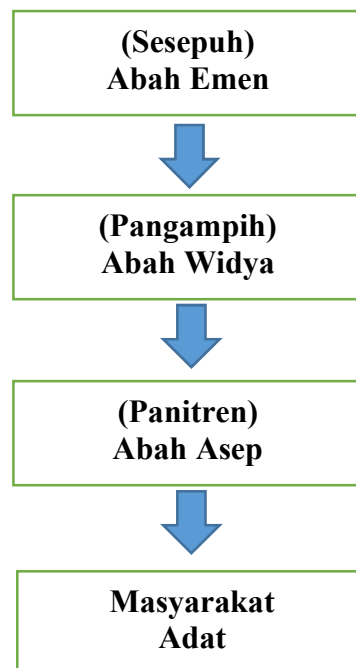 (Sesepuh)
Abah Emen
(Pangampih)
Abah Widya
(Panitren)
Abah Asep
Masyarakat
Adat